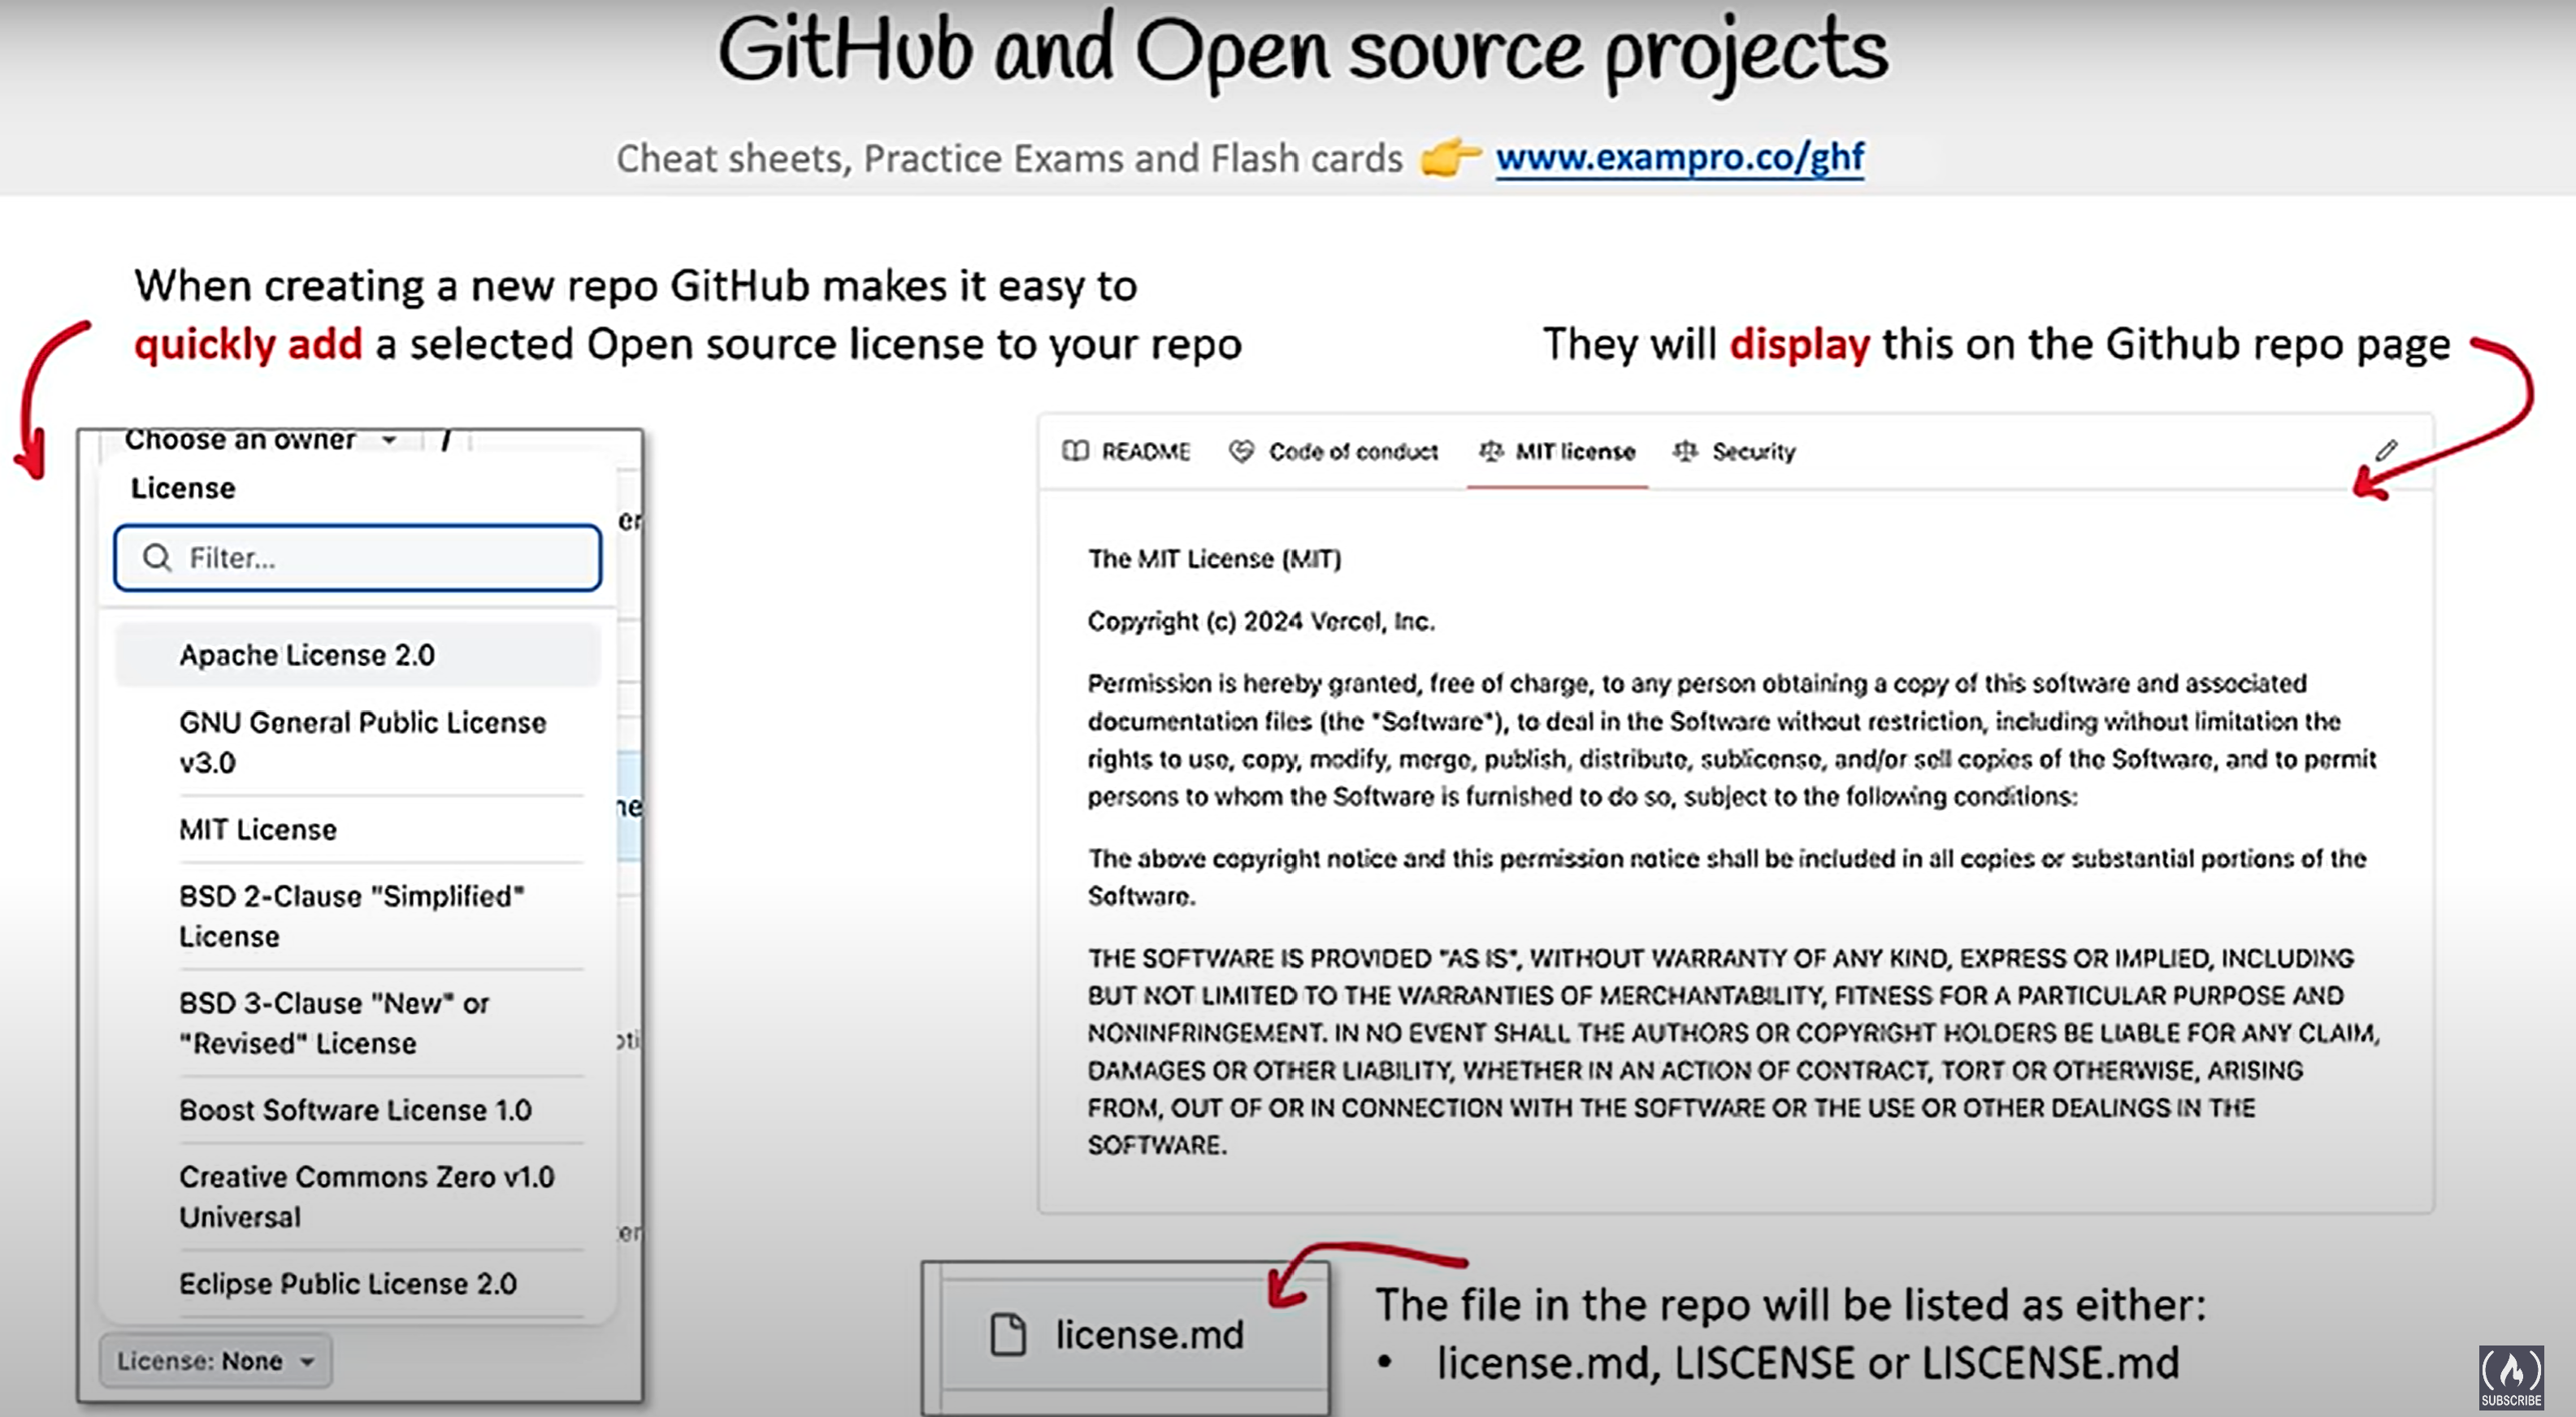 GitHub and Open source projects
Cheat sheets, Practice Exams and Flash cards 👉 www.exampro.co/ghf
When creating a new repo GitHub makes it easy to
quickly add a selected Open source license to your repo
Choose an owner /
License
Filter...
Apache License 2.0
GNU General Public License
v3.0
MIT License
BSD 2-Clause "Simplified"
License
BSD 3-Clause "New" or
"Revised" License
Boost Software License 1.0
Creative Commons Zero v1.0
Universal
Eclipse Public License 2.0
License: None
They will display this on the Github repo page
README Code of conduct MIT license Security
The MIT License (MIT)
Copyright (c) 2024 Vercel, Inc.
Permission is hereby granted, free of charge, to any person obtaining a copy of this software and associated
documentation files (the "Software"), to deal in the Software without restriction, including without limitation the
rights to use, copy, modify, merge, publish, distribute, sublicense, and/or sell copies of the Software, and to permit
persons to whom the Software is furnished to do so, subject to the following conditions:
The above copyright notice and this permission notice shall be included in all copies or substantial portions of the
Software.
THE SOFTWARE IS PROVIDED "AS IS", WITHOUT WARRANTY OF ANY KIND, EXPRESS OR IMPLIED, INCLUDING
BUT NOT LIMITED TO THE WARRANTIES OF MERCHANTABILITY, FITNESS FOR A PARTICULAR PURPOSE AND
NONINFRINGEMENT. IN NO EVENT SHALL THE AUTHORS OR COPYRIGHT HOLDERS BE LIABLE FOR ANY CLAIM,
DAMAGES OR OTHER LIABILITY, WHETHER IN AN ACTION OF CONTRACT, TORT OR OTHERWISE, ARISING
FROM, OUT OF OR IN CONNECTION WITH THE SOFTWARE OR THE USE OR OTHER DEALINGS IN THE
SOFTWARE.
license.md
The file in the repo will be listed as either:
• license.md, LISCENSE or LISCENSE.md
SUBSCRIBE